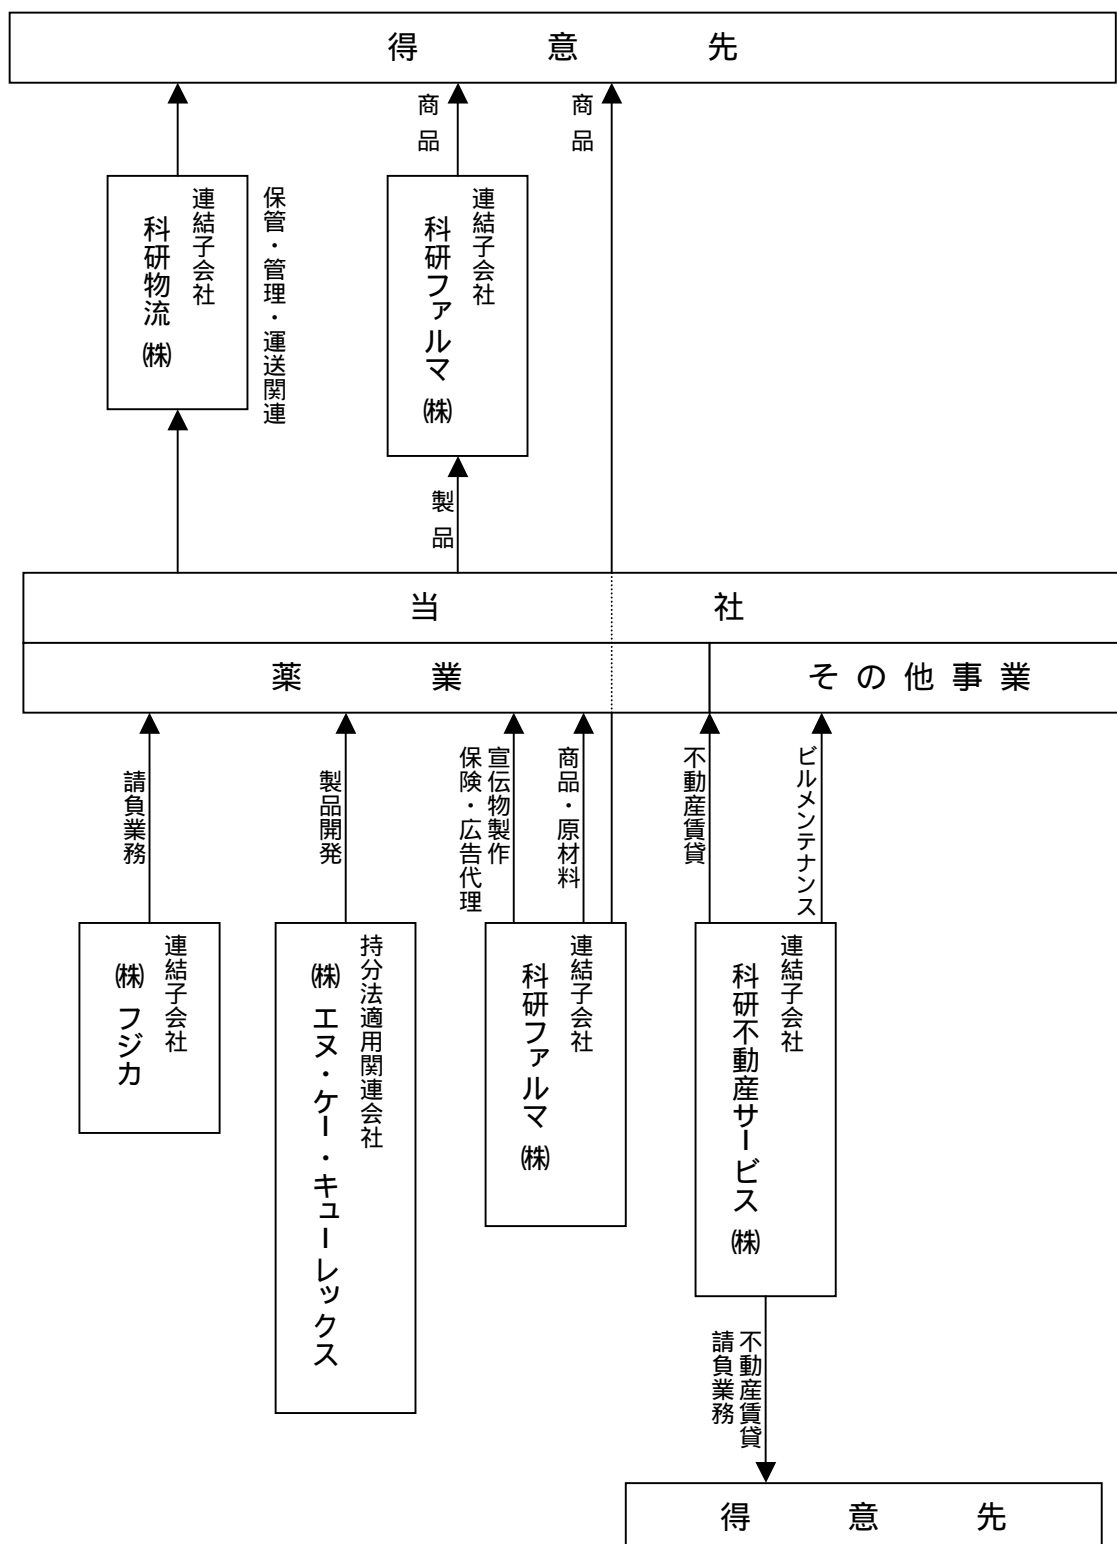 得意先
商品
商品
連結子会社
科研物流㈱
保管・管理・運送関連
連結子会社
科研ファルマ㈱
製品
当社
薬業
その他事業
請負業務
製品開発
宣伝物製作
保険・広告代理
商品・原材料
不動産賃貸
ビルメンテナンス
連結子会社
㈱フジカ
持分法適用関連会社
㈱エヌ・ケー・キューレックス
連結子会社
科研ファルマ㈱
連結子会社
科研不動産サービス㈱
不動産賃貸
請負業務
得意先